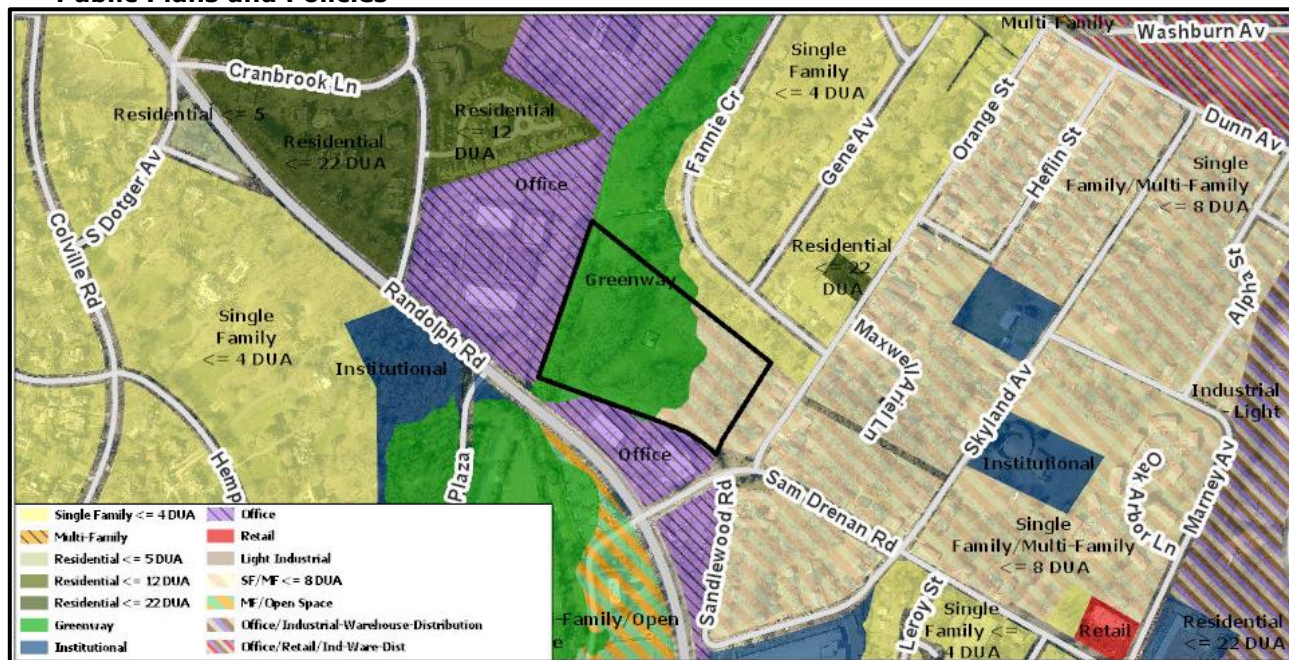 Public Plans and Policies
Multi-Family
Washburn Av
Cranbrook Ln
Single
Family
<= 4 DUA
Residential <= 5
Residential
<= 22 DUA
Residential
<= 12
DUA
Fannie Cr
Gene Av
Orange St
Heflin St
Dunn Av
Single
Family/Multi-Family
<= 8 DUA
S Dotger Av
Colville Rd
Office
Alpha St
Residential
<= 22
DUA
Greenway
Randolph Rd
Single
Family
<= 4 DUA
Institutional
Maxwell Ariel Ln
Skyland Av
Industrial
- Light
Office
Institutional
Oak Arbor Ln
Marney Av
Hemp
Plaza
Sam Drenan Rd
Sandlewood Rd
Single
Family/Multi-Family
<= 8 DUA
Leroy St
Single
Family <=
4 DUA
Retail
Residential
<= 22 DUA
-Family/Open
Single Family <= 4 DUA
Multi-Family
Residential <= 5 DUA
Residential <= 12 DUA
Residential <= 22 DUA
Greenway
Institutional
Office
Retail
Light Industrial
SF/MF <= 8 DUA
MF/Open Space
Office/Industrial-Warehouse-Distribution
Office/Retail/Ind-Ware-Dist